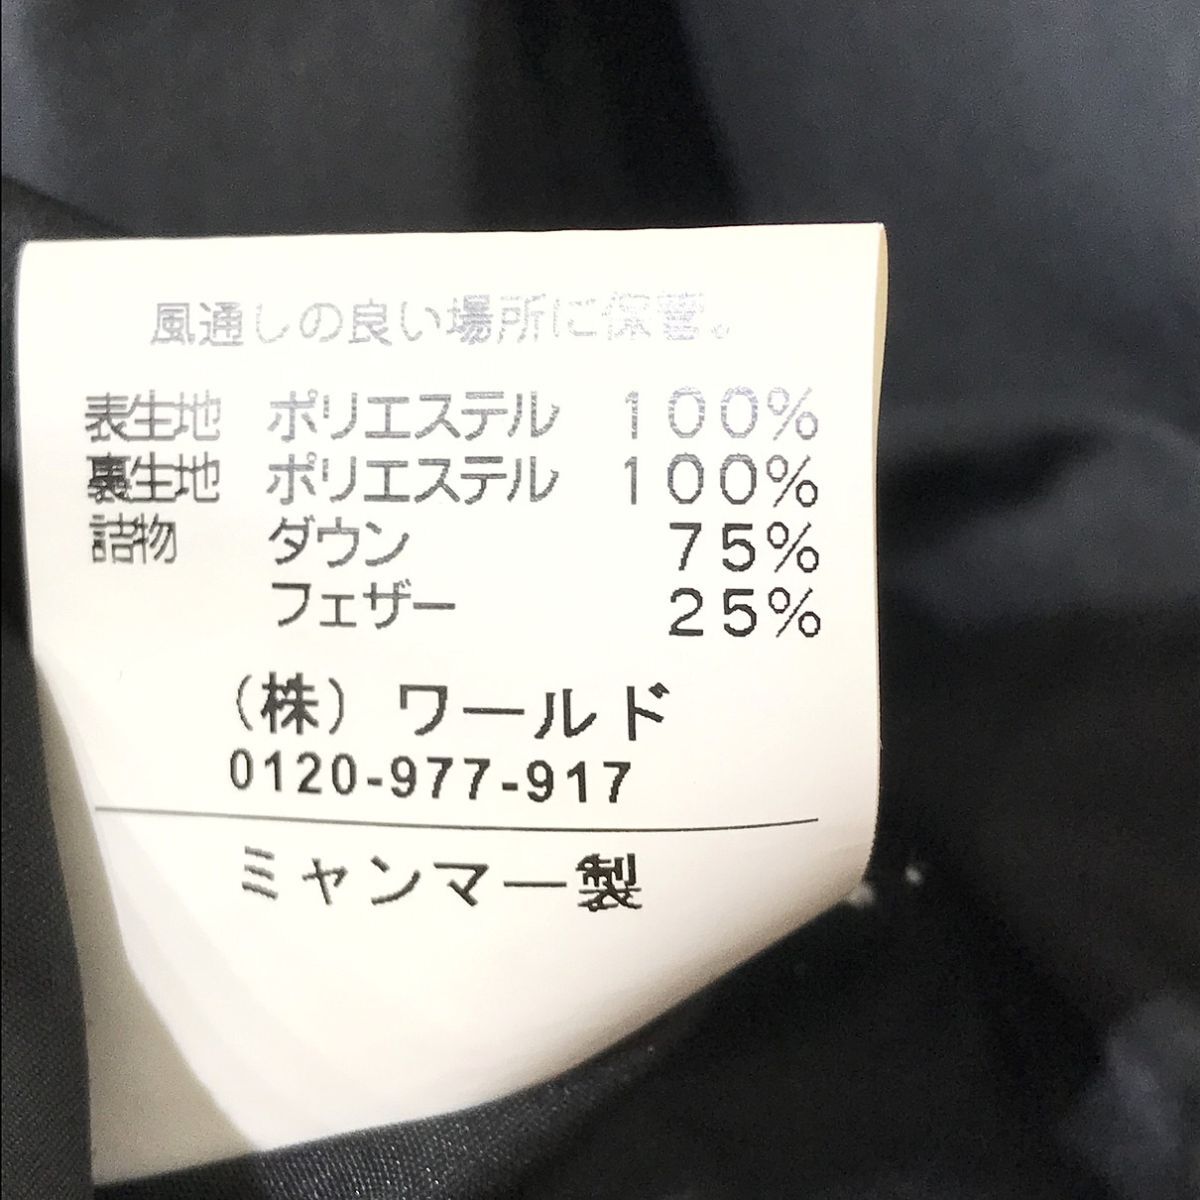 風通しの良い場所に保管。
表生地 ポリエステル 100%
裏生地 ポリエステル 100%
詰物 ダウン 75%
フェザー 25%
(株) ワールド
0120-977-917
ミャンマー製